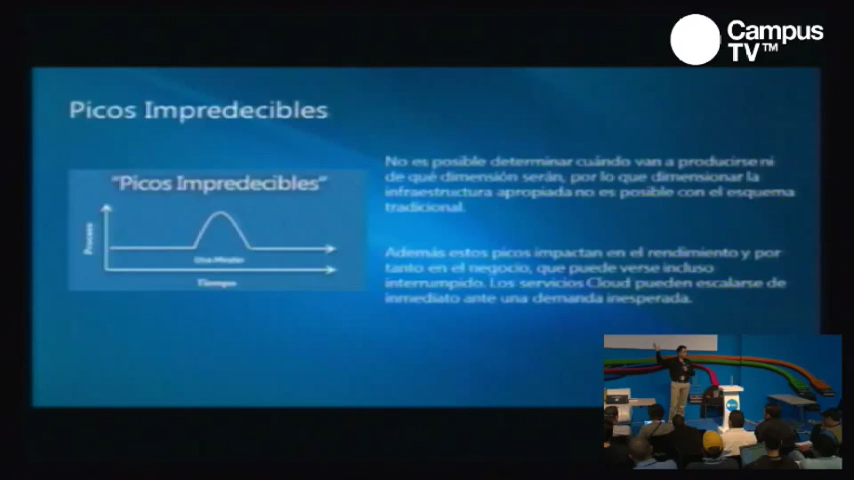 Campus
TV™
Picos Impredecibles
"Picos Impredecibles"
No es posible determinar cuándo van a producirse ni
de qué dimensión serán, por lo que dimensionar la
infraestructura apropiada no es posible con el esquema
tradicional.
Proceso
Uso Medio
Tiempo
Además estos picos impactan en el rendimiento y por
tanto en el negocio, que puede verse incluso
interrumpido. Los servicios Cloud pueden escalarse de
inmediato ante una demanda inesperada.